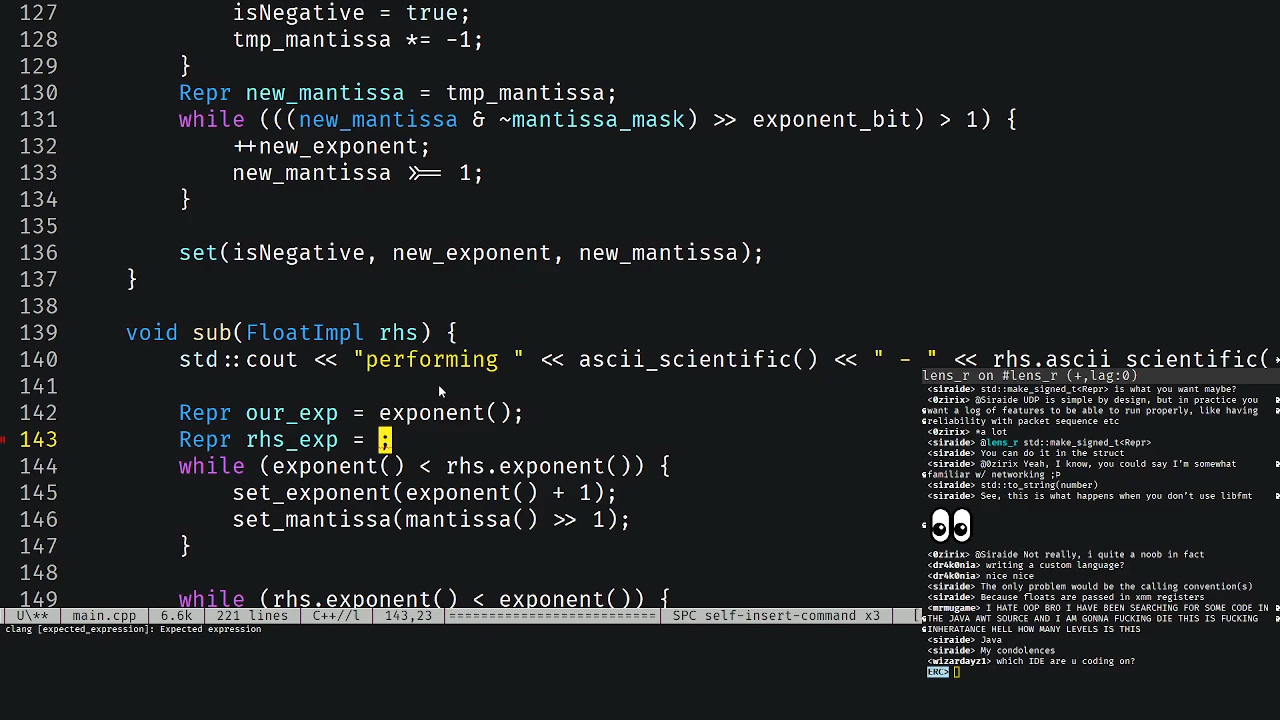 127 isNegative = true;
128 tmp_mantissa *= -1;
129 }
130 Repr new_mantissa = tmp_mantissa;
131 while (((new_mantissa & ~mantissa_mask) >> exponent_bit) > 1) {
132 ++new_exponent;
133 new_mantissa >>= 1;
134 }
135
136 set(isNegative, new_exponent, new_mantissa);
137 }
138
139 void sub(FloatImpl rhs) {
140 std::cout << "performing " << ascii_scientific() << " - " << rhs.ascii_scientific(
141
142 Repr our_exp = exponent();
143 Repr rhs_exp = ;
144 while (exponent() < rhs.exponent()) {
145 set_exponent(exponent() + 1);
146 set_mantissa(mantissa() >> 1);
147 }
148
149 while (rhs.exponent() < exponent()) {
U\** main.cpp 6.6k 221 lines C++//l 143,23 ==================== SPC self-insert-command x3 [
clang [expected_expression]: Expected expression
lens_r on #lens_r (+,lag:0)
<siraide> std::make_signed_t<Repr> is what you want maybe?
<0zirix> @Siraide UDP is simple by design, but in practice you
want a log of features to be able to run properly, like having
reliability with packet sequence etc
<0zirix> *a lot
<siraide> @lens_r std::make_signed_t<Repr>
<siraide> You can do it in the struct
<siraide> @0zirix Yeah, I know, you could say I'm somewhat
familiar w/ networking ;P
<siraide> std::to_string(number)
<siraide> See, this is what happens when you don't use libfmt
<0zirix> @Siraide Not really, i quite a noob in fact
<dr4k0nia> writing a custom language?
<dr4k0nia> nice nice
<siraide> The only problem would be the calling convention(s)
<siraide> Because floats are passed in xmm registers
<mrmugame> I HATE OOP BRO I HAVE BEEN SEARCHING FOR SOME CODE IN
THE JAVA AWT SOURCE AND I AM GONNA FUCKING DIE THIS IS FUCKING
INHERATANCE HELL HOW MANY LEVELS IS THIS
<siraide> Java
<siraide> My condolences
<wizardayz1> which IDE are u coding on?
ERC>